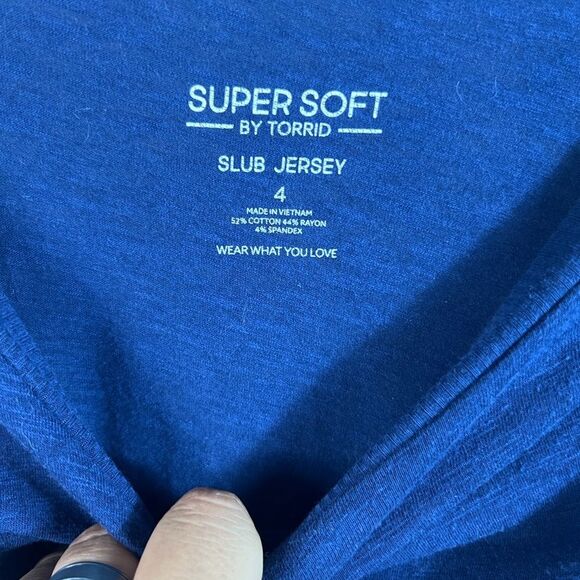 SUPER SOFT
BY TORRID
SLUB JERSEY
4
MADE IN VIETNAM
52% COTTON 44% RAYON
4% SPANDEX
WEAR WHAT YOU LOVE